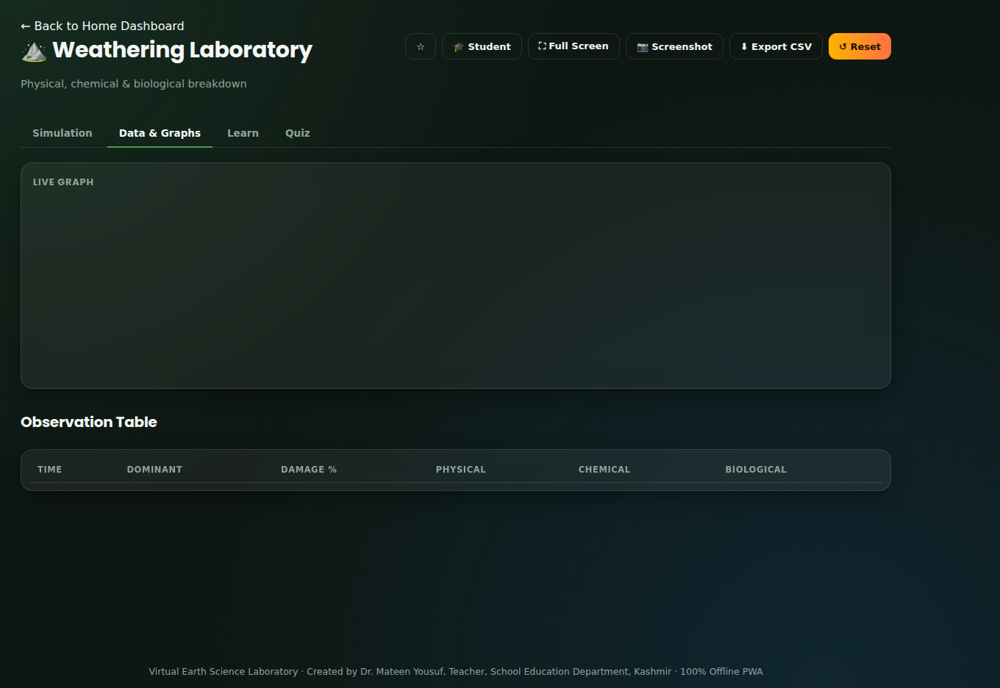 ← Back to Home Dashboard
Weathering Laboratory
☆
Student
Full Screen
Screenshot
⬇ Export CSV
↺ Reset
Physical, chemical & biological breakdown
Simulation
Data & Graphs
Learn
Quiz
LIVE GRAPH
Observation Table
TIME DOMINANT DAMAGE % PHYSICAL CHEMICAL BIOLOGICAL
Virtual Earth Science Laboratory · Created by Dr. Mateen Yousuf, Teacher, School Education Department, Kashmir · 100% Offline PWA